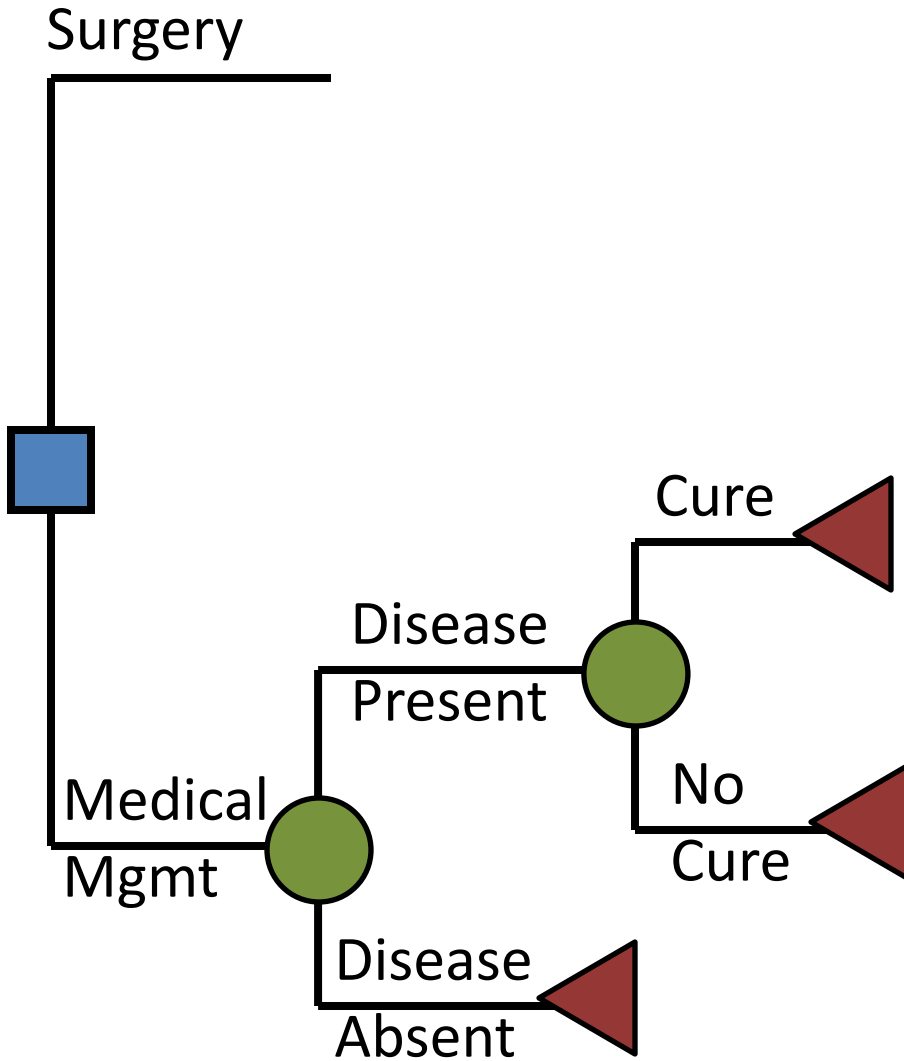 Surgery
Cure
Disease
Present
No
Cure
Medical
Mgmt
Disease
Absent